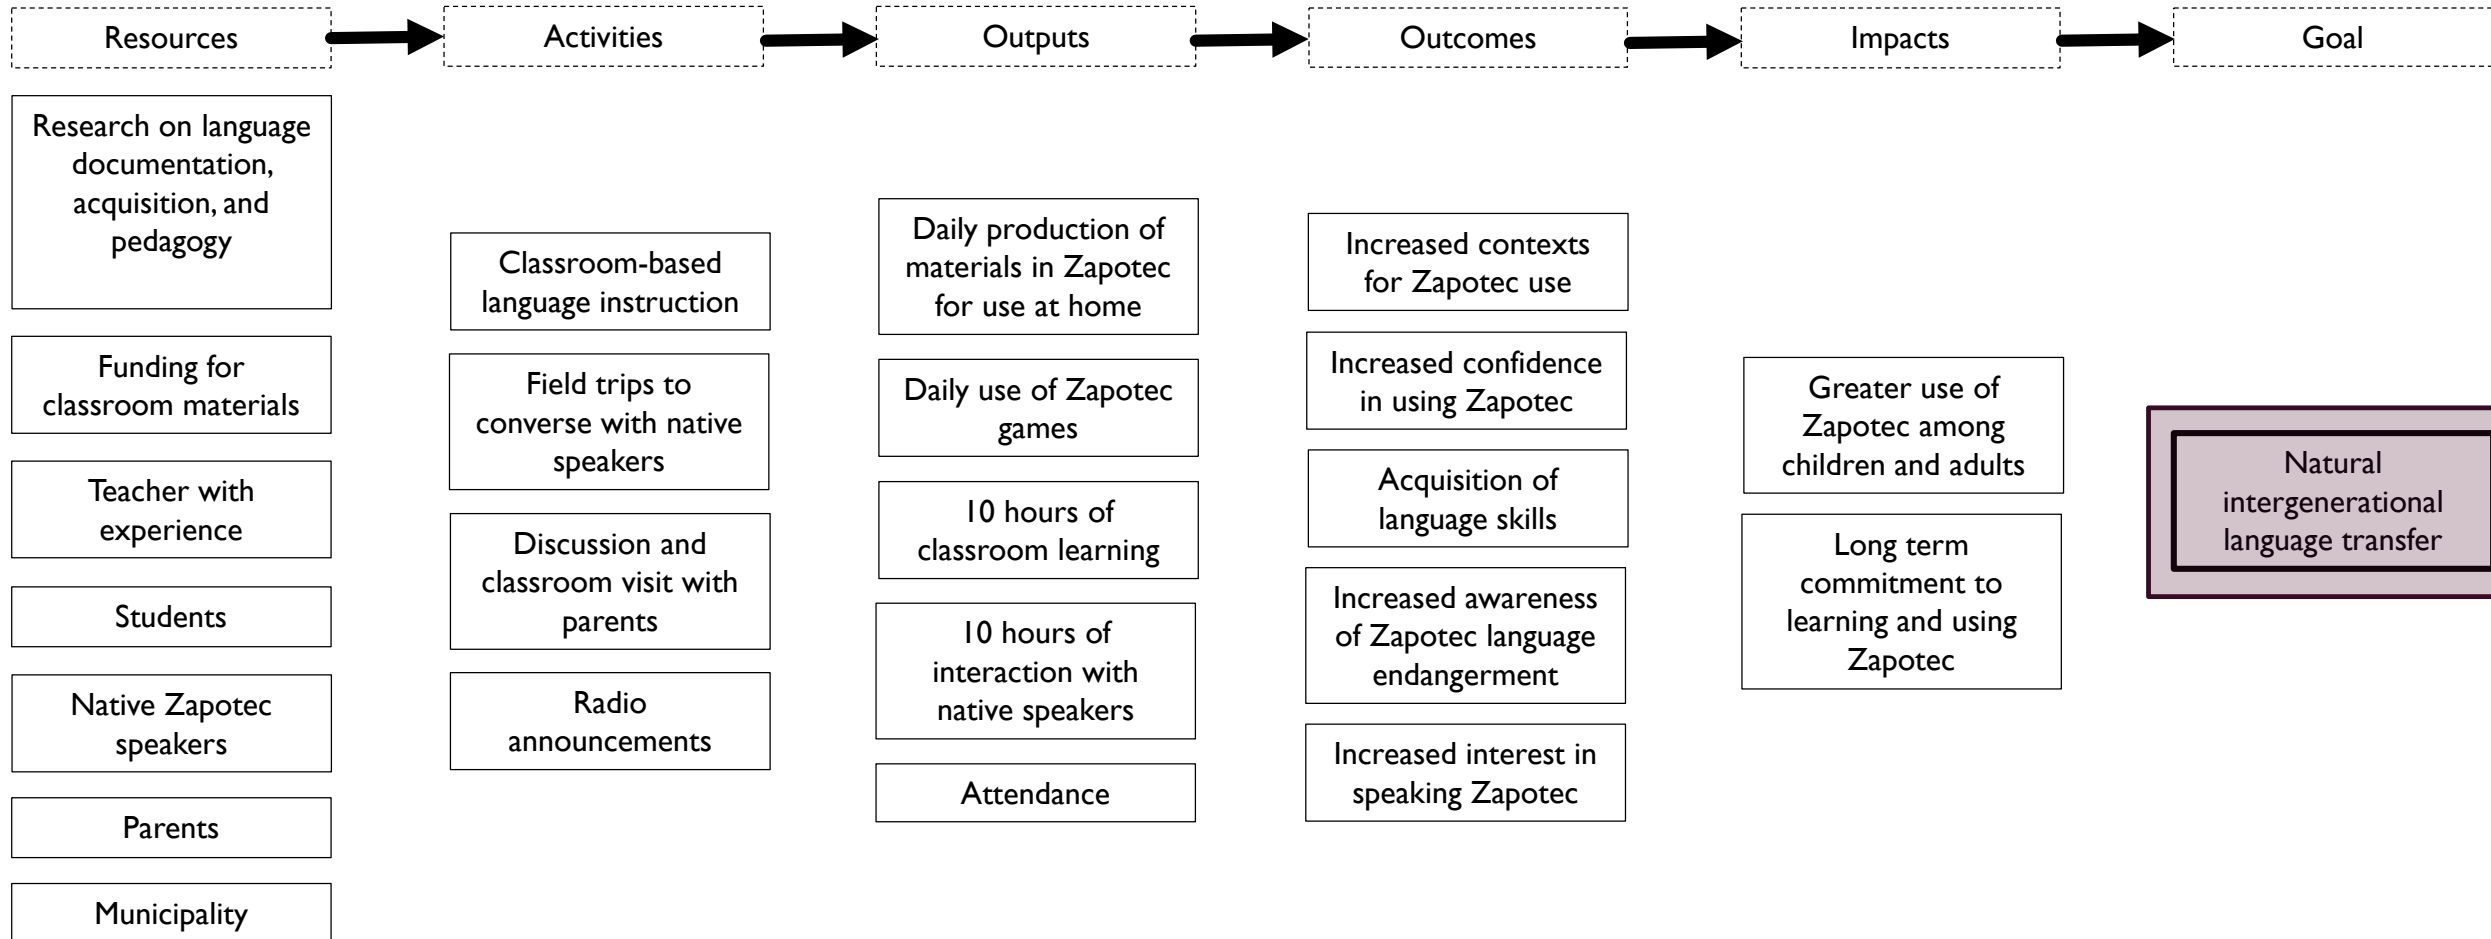 Resources
Activities
Outputs
Outcomes
Impacts
Goal
Research on language
documentation,
acquisition, and
pedagogy
Funding for
classroom materials
Teacher with
experience
Students
Native Zapotec
speakers
Parents
Municipality
Classroom-based
language instruction
Field trips to
converse with native
speakers
Discussion and
classroom visit with
parents
Radio
announcements
Daily production of
materials in Zapotec
for use at home
Daily use of Zapotec
games
10 hours of
classroom learning
10 hours of
interaction with
native speakers
Attendance
Increased contexts
for Zapotec use
Increased confidence
in using Zapotec
Acquisition of
language skills
Increased awareness
of Zapotec language
endangerment
Increased interest in
speaking Zapotec
Greater use of
Zapotec among
children and adults
Long term
commitment to
learning and using
Zapotec
Natural
intergenerational
language transfer